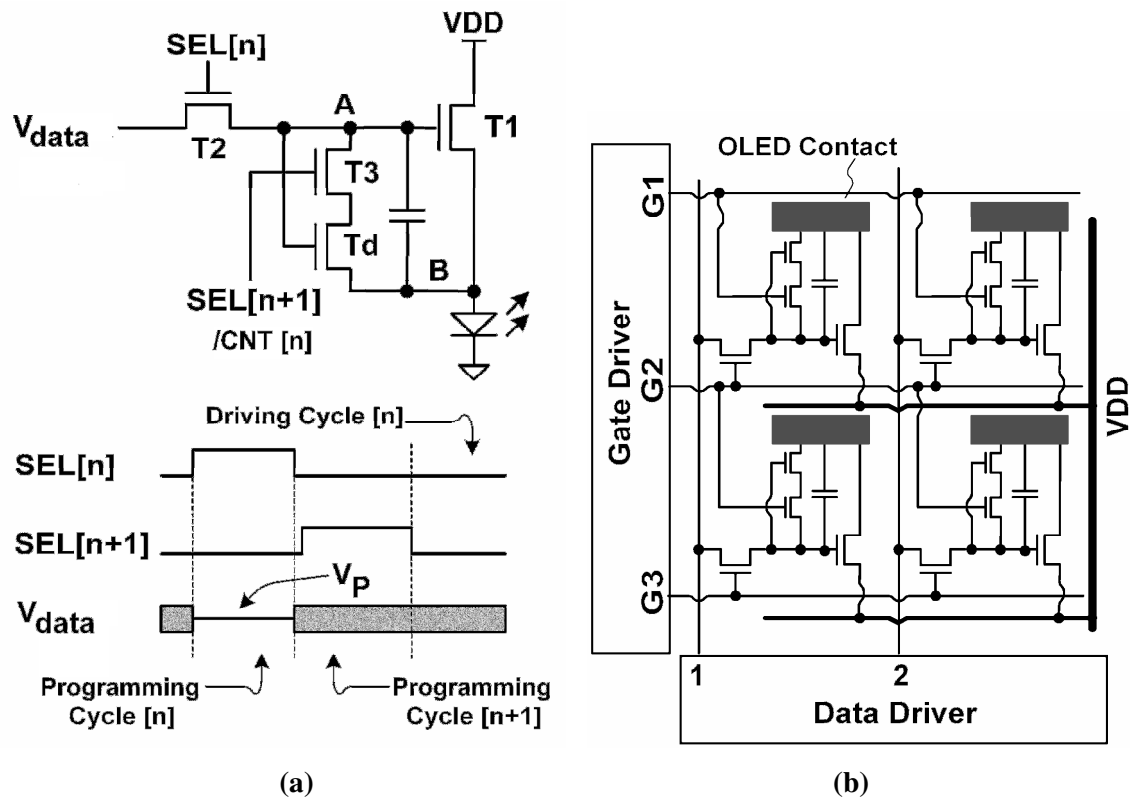 VDD
SEL[n]
A
Vdata
T2
T1
T3
Td
B
SEL[n+1]
/CNT [n]
Driving Cycle [n]
SEL[n]
SEL[n+1]
VP
Vdata
Programming
Cycle [n]
Programming
Cycle [n+1]
(a)
OLED Contact
G1
Gate Driver
G2
VDD
G3
1
2
Data Driver
(b)